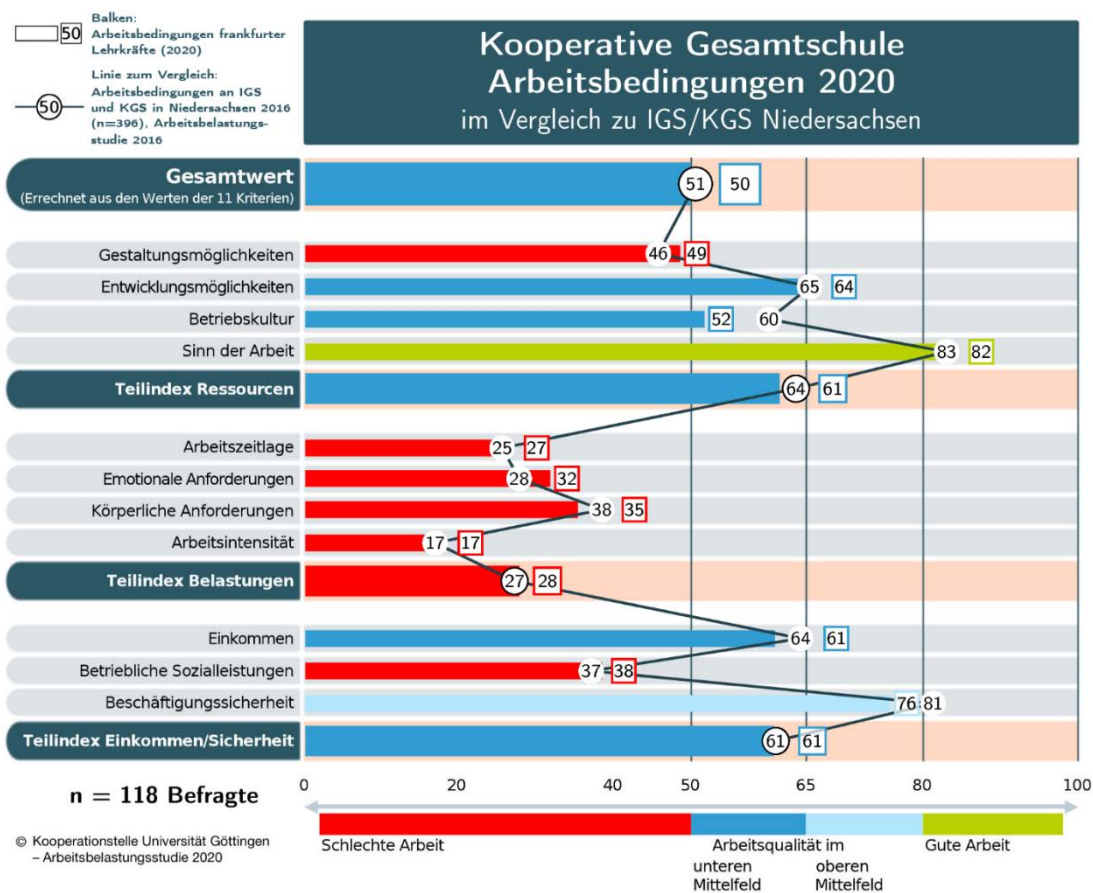 50
Balken:
Arbeitsbedingungen frankfurter
Lehrkräfte (2020)
50
Linie zum Vergleich:
Arbeitsbedingungen an IGS
und KGS in Niedersachsen 2016
(n=396), Arbeitsbelastungs-
studie 2016
Kooperative Gesamtschule
Arbeitsbedingungen 2020
im Vergleich zu IGS/KGS Niedersachsen
Gesamtwert
(Errechnet aus den Werten der 11 Kriterien)
51 50
Gestaltungsmöglichkeiten 46 49
Entwicklungsmöglichkeiten 65 64
Betriebskultur 52 60
Sinn der Arbeit 83 82
Teilindex Ressourcen 64 61
Arbeitszeitlage 25 27
Emotionale Anforderungen 28 32
Körperliche Anforderungen 38 35
Arbeitsintensität 17 17
Teilindex Belastungen 27 28
Einkommen 64 61
Betriebliche Sozialleistungen 37 38
Beschäftigungssicherheit 76 81
Teilindex Einkommen/Sicherheit 61 61
0 20 40 50 65 80 100
n = 118 Befragte
Schlechte Arbeit
Arbeitsqualität im
unteren
Mittelfeld
oberen
Mittelfeld
Gute Arbeit
© Kooperationstelle Universität Göttingen
– Arbeitsbelastungsstudie 2020